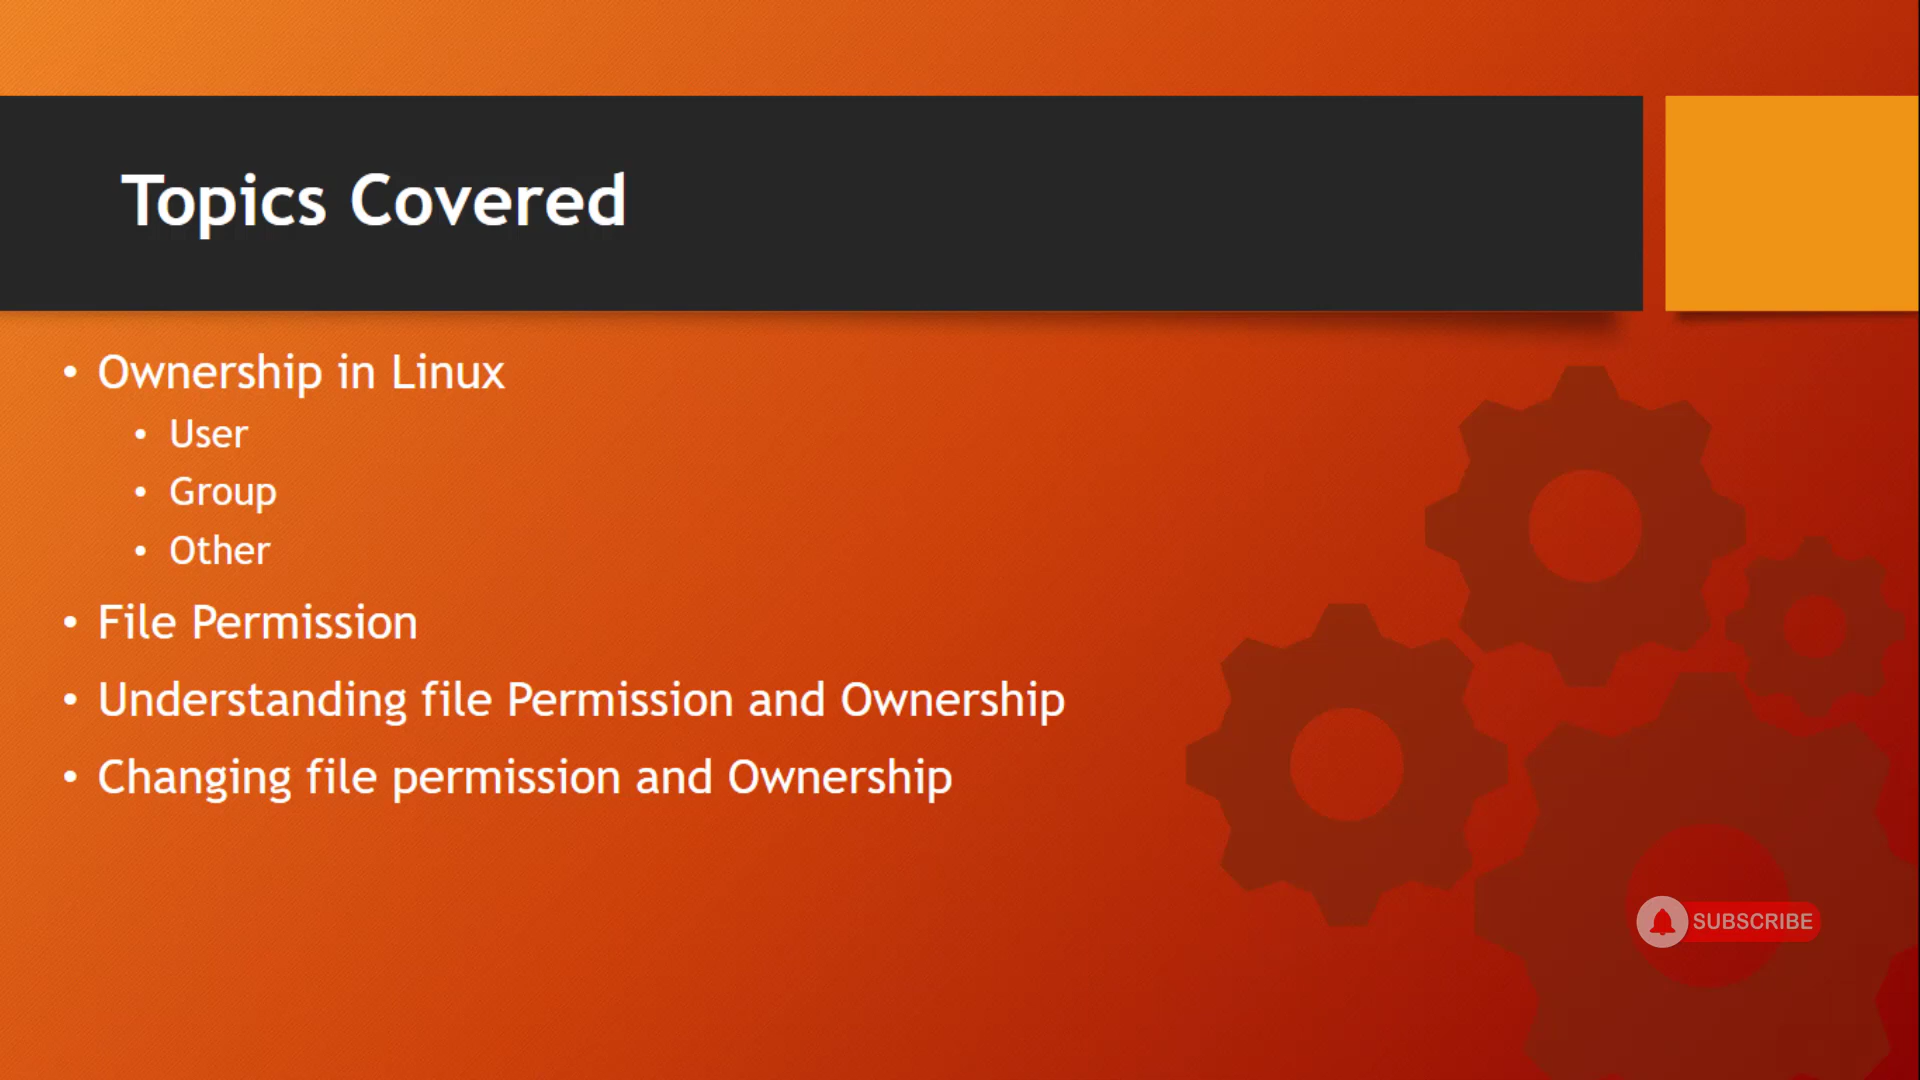 Topics Covered
• Ownership in Linux
• User
• Group
• Other
• File Permission
• Understanding file Permission and Ownership
• Changing file permission and Ownership
SUBSCRIBE